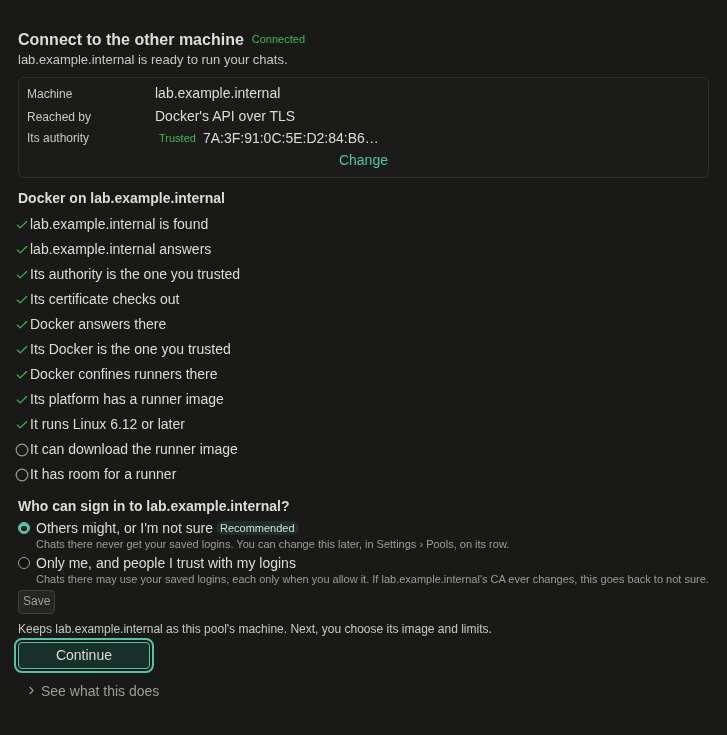 Connect to the other machine Connected
lab.example.internal is ready to run your chats.
Machine lab.example.internal
Reached by Docker's API over TLS
Its authority Trusted 7A:3F:91:0C:5E:D2:84:B6…
Change
Docker on lab.example.internal
lab.example.internal is found
lab.example.internal answers
Its authority is the one you trusted
Its certificate checks out
Docker answers there
Its Docker is the one you trusted
Docker confines runners there
Its platform has a runner image
It runs Linux 6.12 or later
It can download the runner image
It has room for a runner
Who can sign in to lab.example.internal?
Others might, or I'm not sure Recommended
Chats there never get your saved logins. You can change this later, in Settings › Pools, on its row.
Only me, and people I trust with my logins
Chats there may use your saved logins, each only when you allow it. If lab.example.internal's CA ever changes, this goes back to not sure.
Save
Keeps lab.example.internal as this pool's machine. Next, you choose its image and limits.
Continue
See what this does